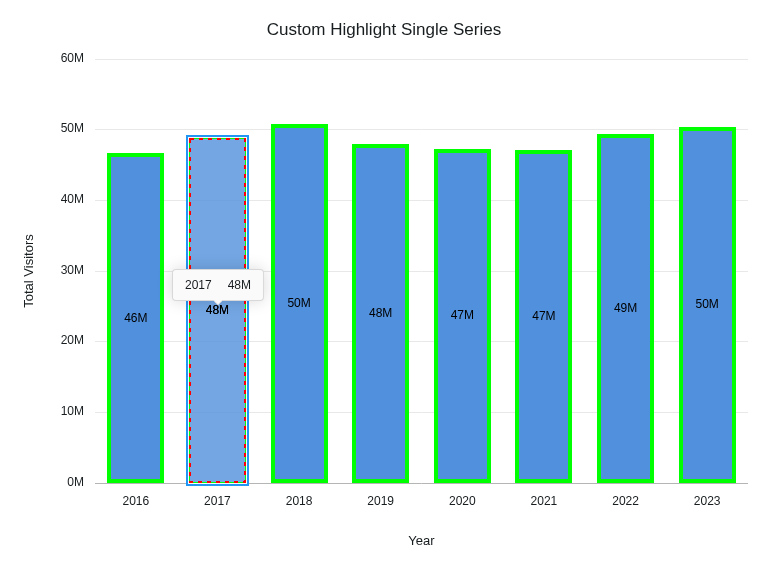 Custom Highlight Single Series
60M
50M
40M
30M
20M
10M
0M
Total Visitors
2017 48M
46M
48M
50M
48M
47M
47M
49M
50M
2016 2017 2018 2019 2020 2021 2022 2023
Year